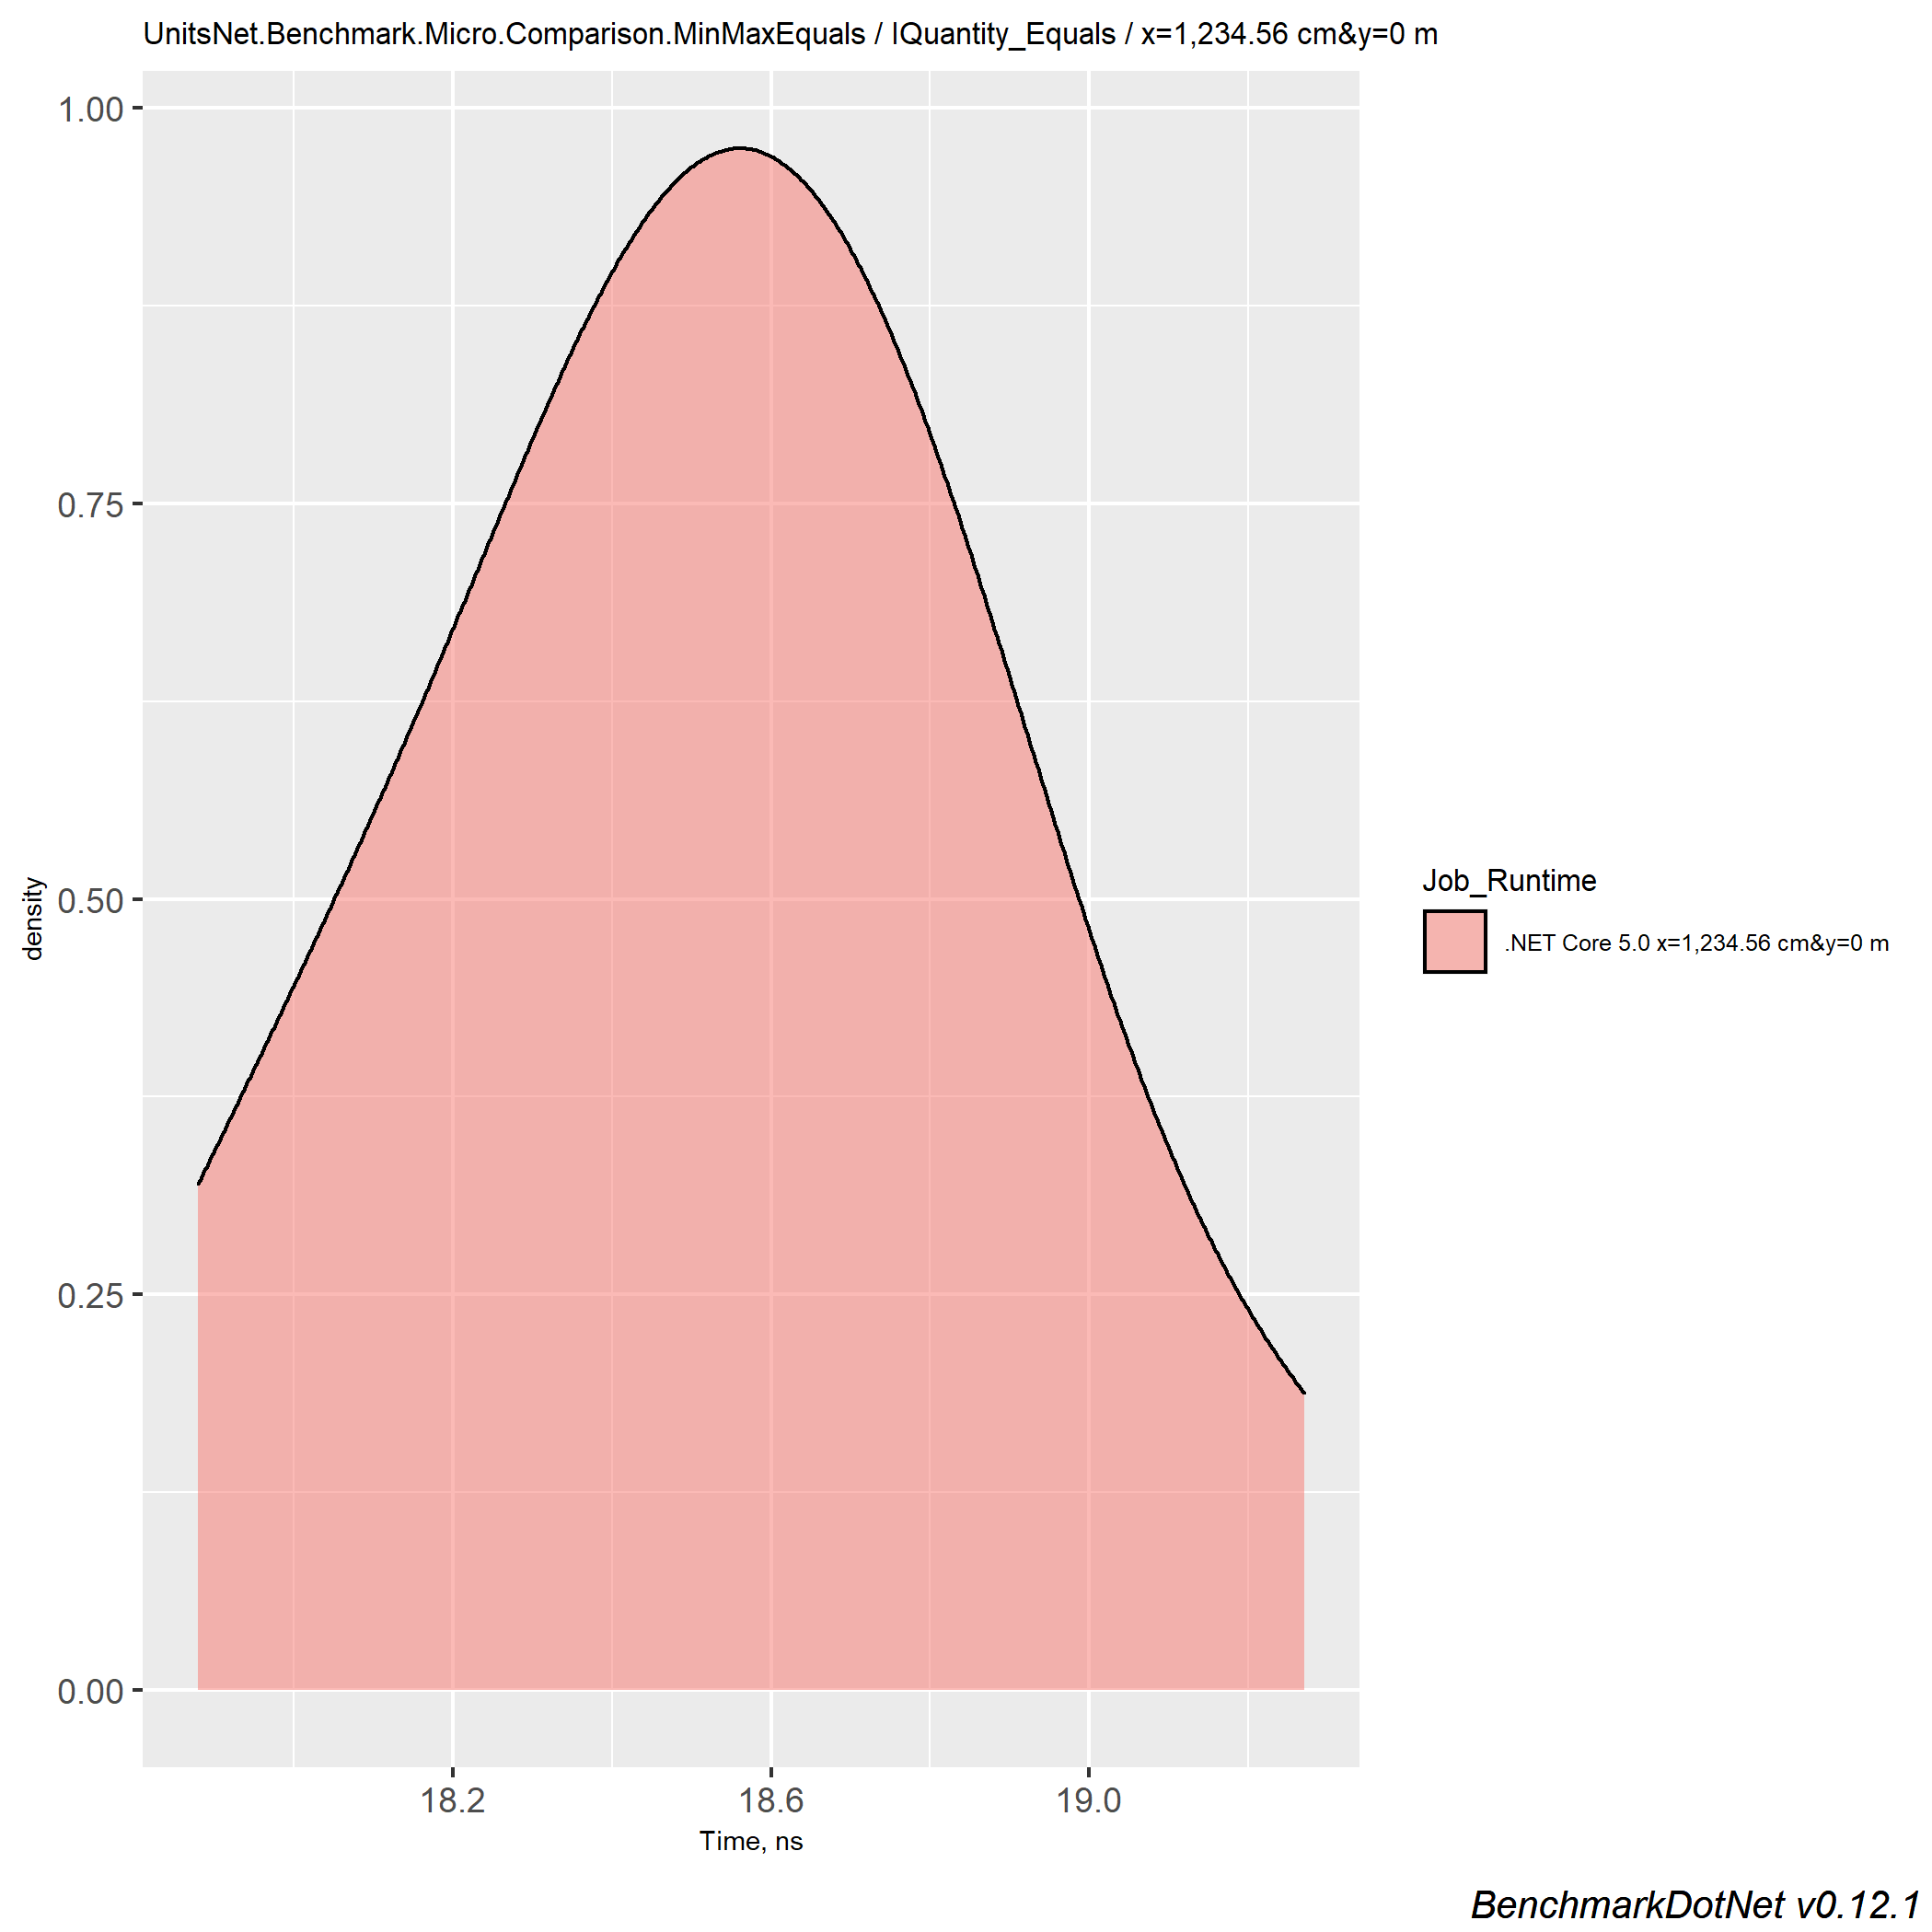 UnitsNet.Benchmark.Micro.Comparison.MinMaxEquals / IQuantity_Equals / x=1,234.56 cm&y=0 m
1.00
0.75
0.50
0.25
0.00
density
18.2 18.6 19.0
Time, ns
Job_Runtime
.NET Core 5.0 x=1,234.56 cm&y=0 m
BenchmarkDotNet v0.12.1